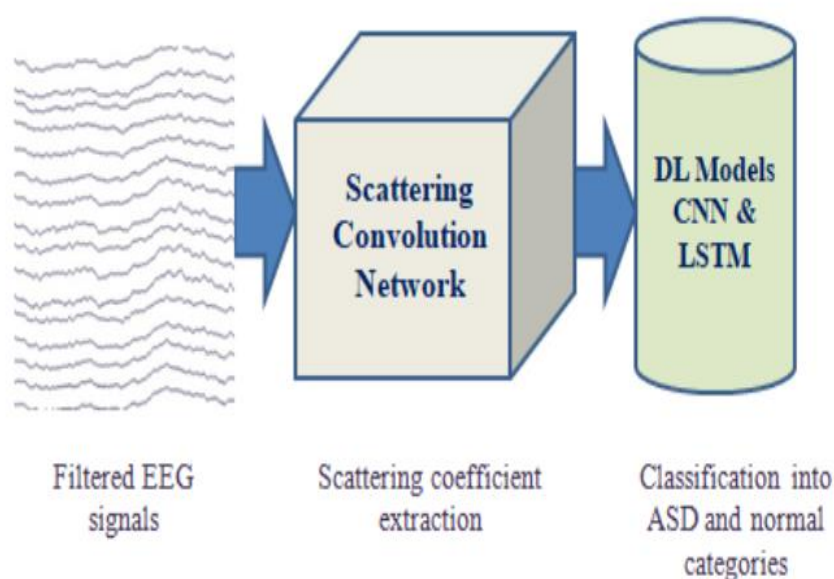 Scattering
Convolution
Network
DL Models
CNN &
LSTM
Filtered EEG
signals
Scattering coefficient
extraction
Classification into
ASD and normal
categories